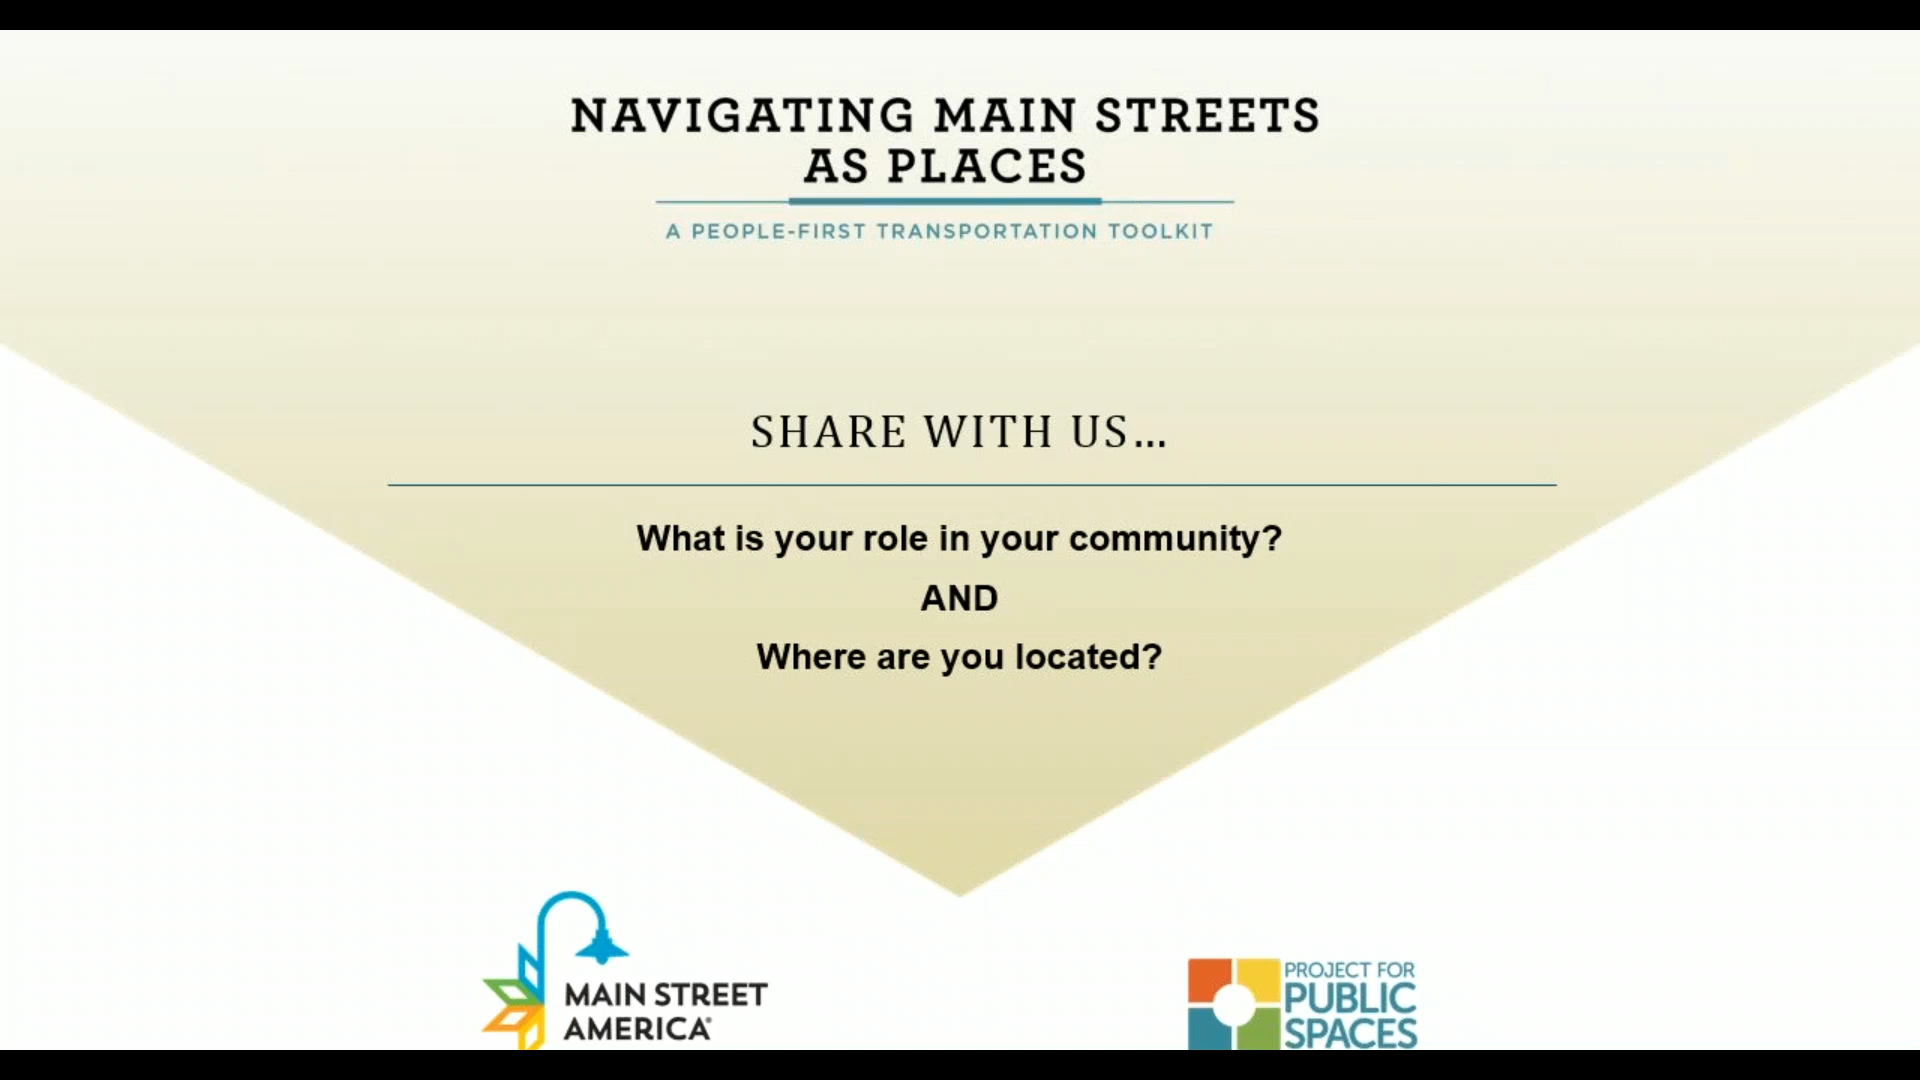 NAVIGATING MAIN STREETS
AS PLACES
A PEOPLE-FIRST TRANSPORTATION TOOLKIT
SHARE WITH US...
What is your role in your community?
AND
Where are you located?
MAIN STREET
AMERICA®
PROJECT FOR
PUBLIC
SPACES